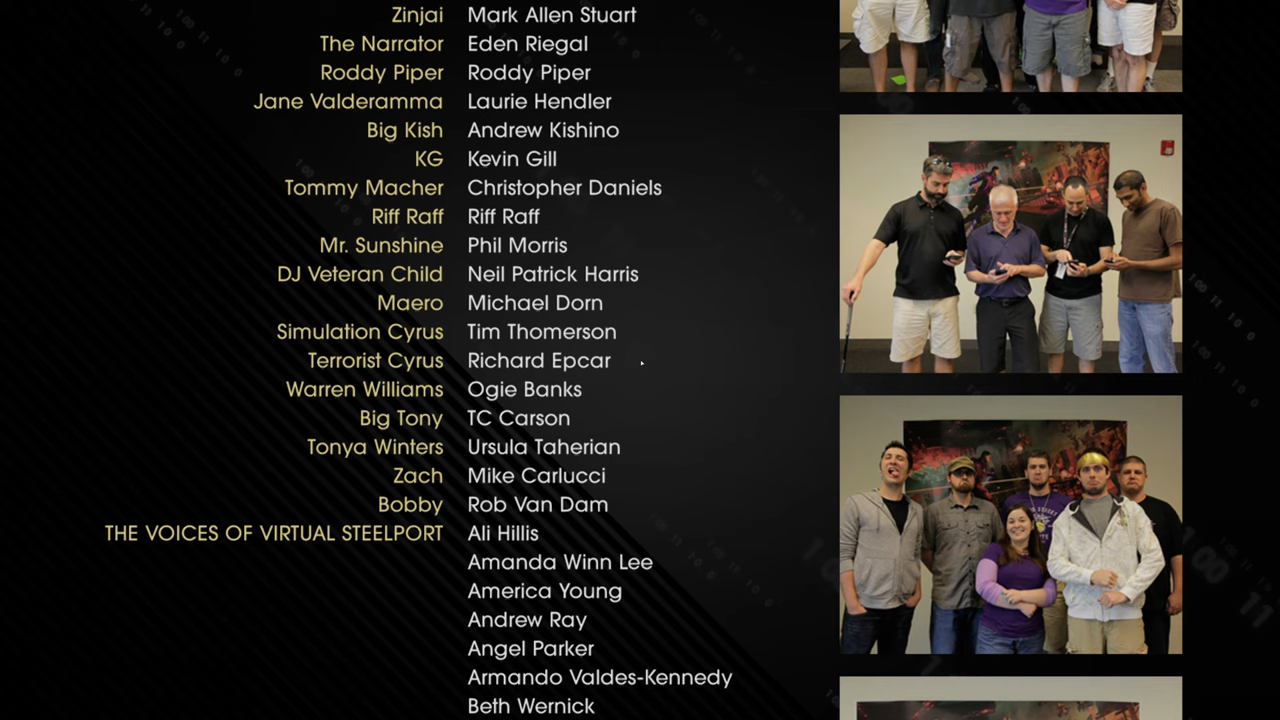 Zinjai Mark Allen Stuart
The Narrator Eden Riegal
Roddy Piper Roddy Piper
Jane Valderamma Laurie Hendler
Big Kish Andrew Kishino
KG Kevin Gill
Tommy Macher Christopher Daniels
Riff Raff Riff Raff
Mr. Sunshine Phil Morris
DJ Veteran Child Neil Patrick Harris
Maero Michael Dorn
Simulation Cyrus Tim Thomerson
Terrorist Cyrus Richard Epcar
Warren Williams Ogie Banks
Big Tony TC Carson
Tonya Winters Ursula Taherian
Zach Mike Carlucci
Bobby Rob Van Dam
THE VOICES OF VIRTUAL STEELPORT Ali Hillis
Amanda Winn Lee
America Young
Andrew Ray
Angel Parker
Armando Valdes-Kennedy
Beth Wernick